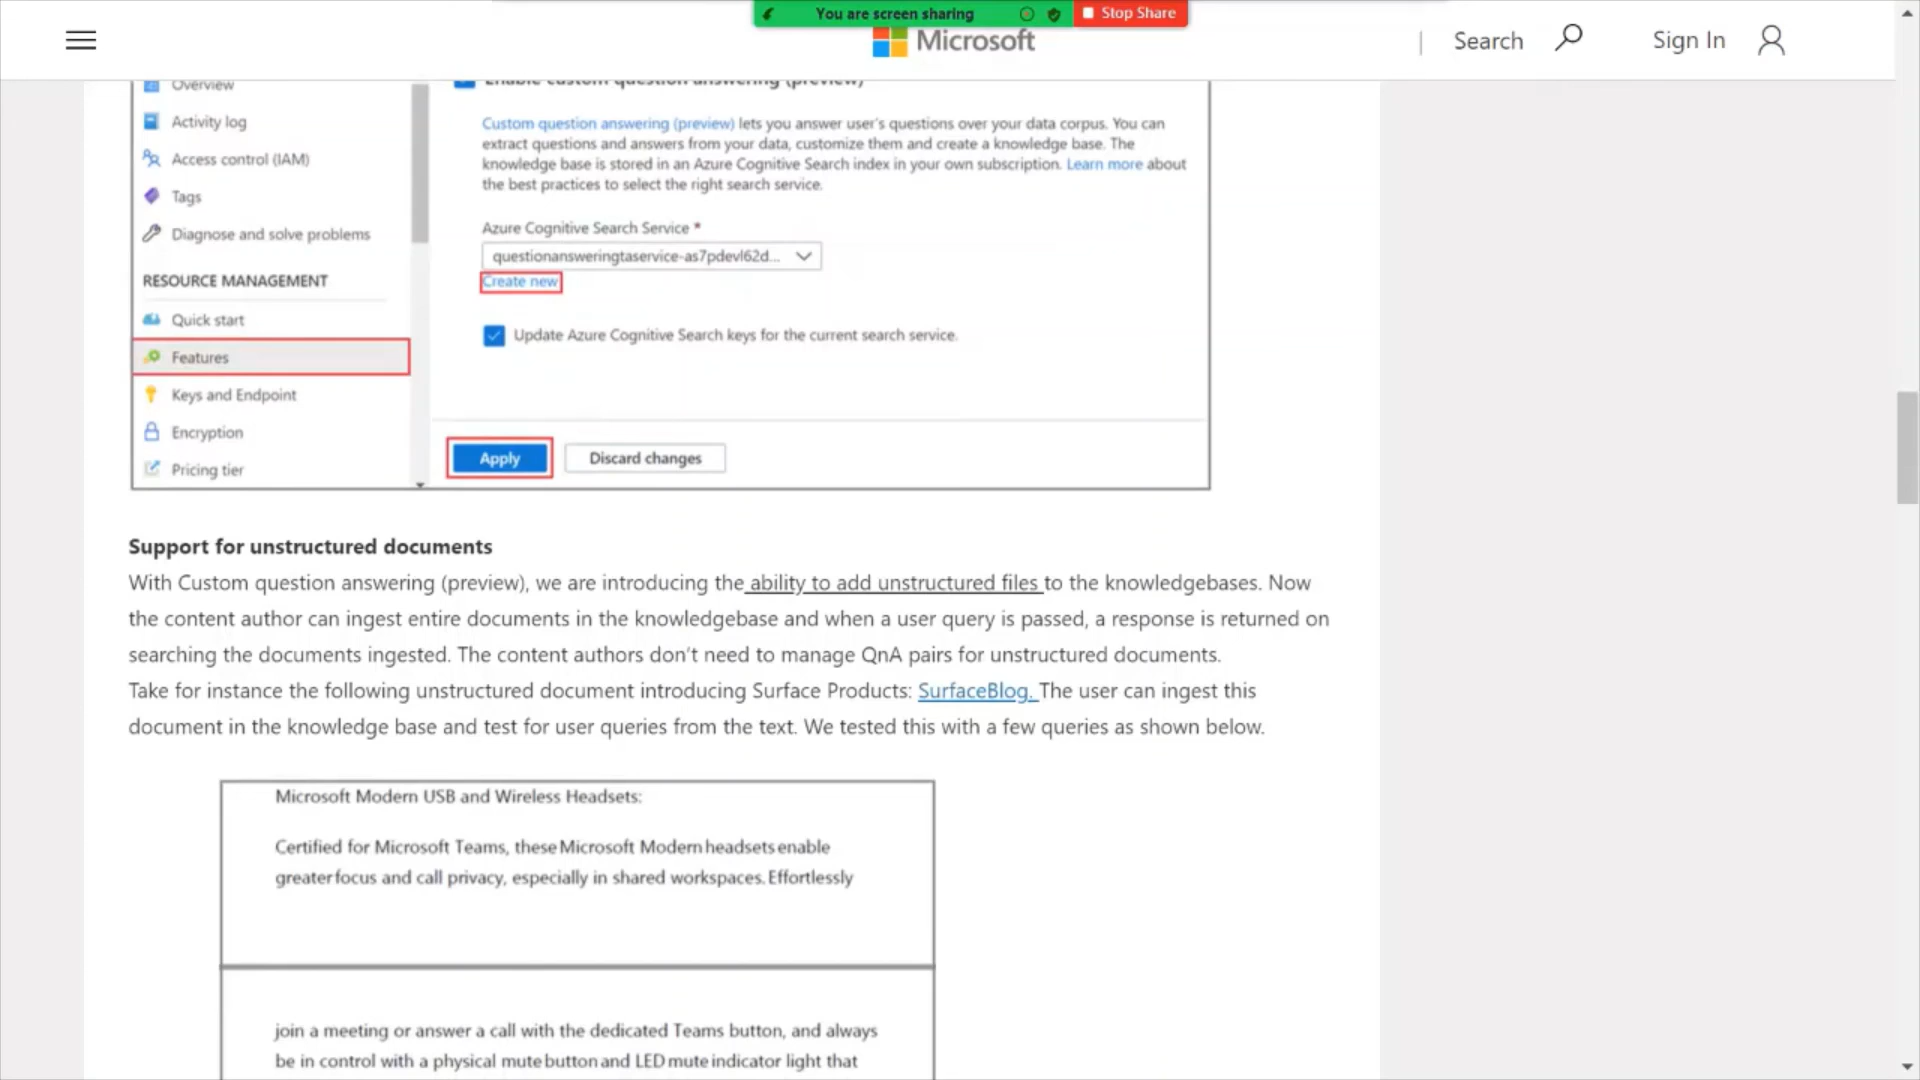 You are screen sharing
Stop Share
Microsoft
Search
Sign In
Overview
Activity log
Access control (IAM)
Tags
Diagnose and solve problems
RESOURCE MANAGEMENT
Quick start
Features
Keys and Endpoint
Encryption
Pricing tier
Enable custom question answering (preview)
Custom question answering (preview) lets you answer user's questions over your data corpus. You can
extract questions and answers from your data, customize them and create a knowledge base. The
knowledge base is stored in an Azure Cognitive Search index in your own subscription. Learn more about
the best practices to select the right search service.
Azure Cognitive Search Service *
questionansweringtaservice-as7pdevl62d...
Create new
Update Azure Cognitive Search keys for the current search service.
Apply
Discard changes
Support for unstructured documents
With Custom question answering (preview), we are introducing the ability to add unstructured files to the knowledgebases. Now
the content author can ingest entire documents in the knowledgebase and when a user query is passed, a response is returned on
searching the documents ingested. The content authors don't need to manage QnA pairs for unstructured documents.
Take for instance the following unstructured document introducing Surface Products: SurfaceBlog. The user can ingest this
document in the knowledge base and test for user queries from the text. We tested this with a few queries as shown below.
Microsoft Modern USB and Wireless Headsets:
Certified for Microsoft Teams, these Microsoft Modern headsets enable
greater focus and call privacy, especially in shared workspaces. Effortlessly
join a meeting or answer a call with the dedicated Teams button, and always
be in control with a physical mute button and LED mute indicator light that